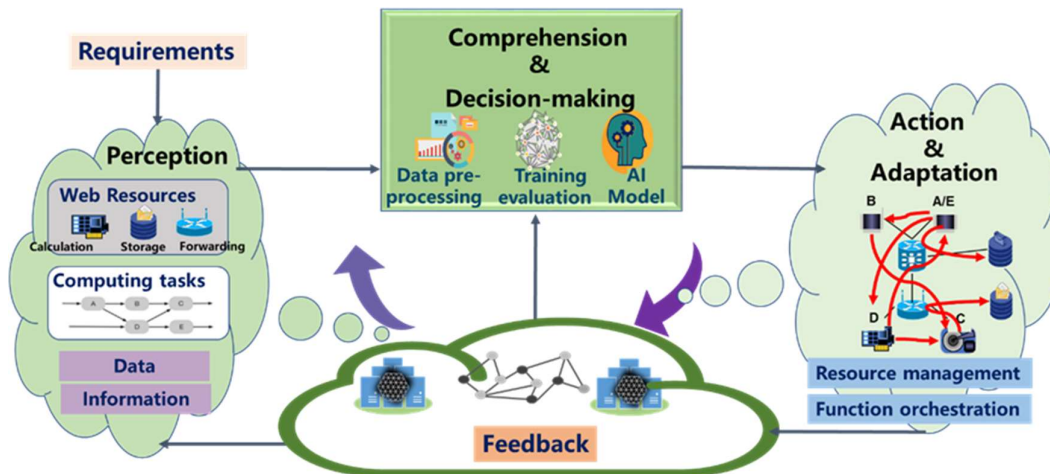 Requirements
Perception
Web Resources
Calculation
Storage
Forwarding
Computing tasks
A
B
C
D
E
Data
Information
Comprehension
&
Decision-making
Data pre-
processing
Training
evaluation
AI
Model
Action
&
Adaptation
B
A/E
D
C
Resource management
Function orchestration
Feedback